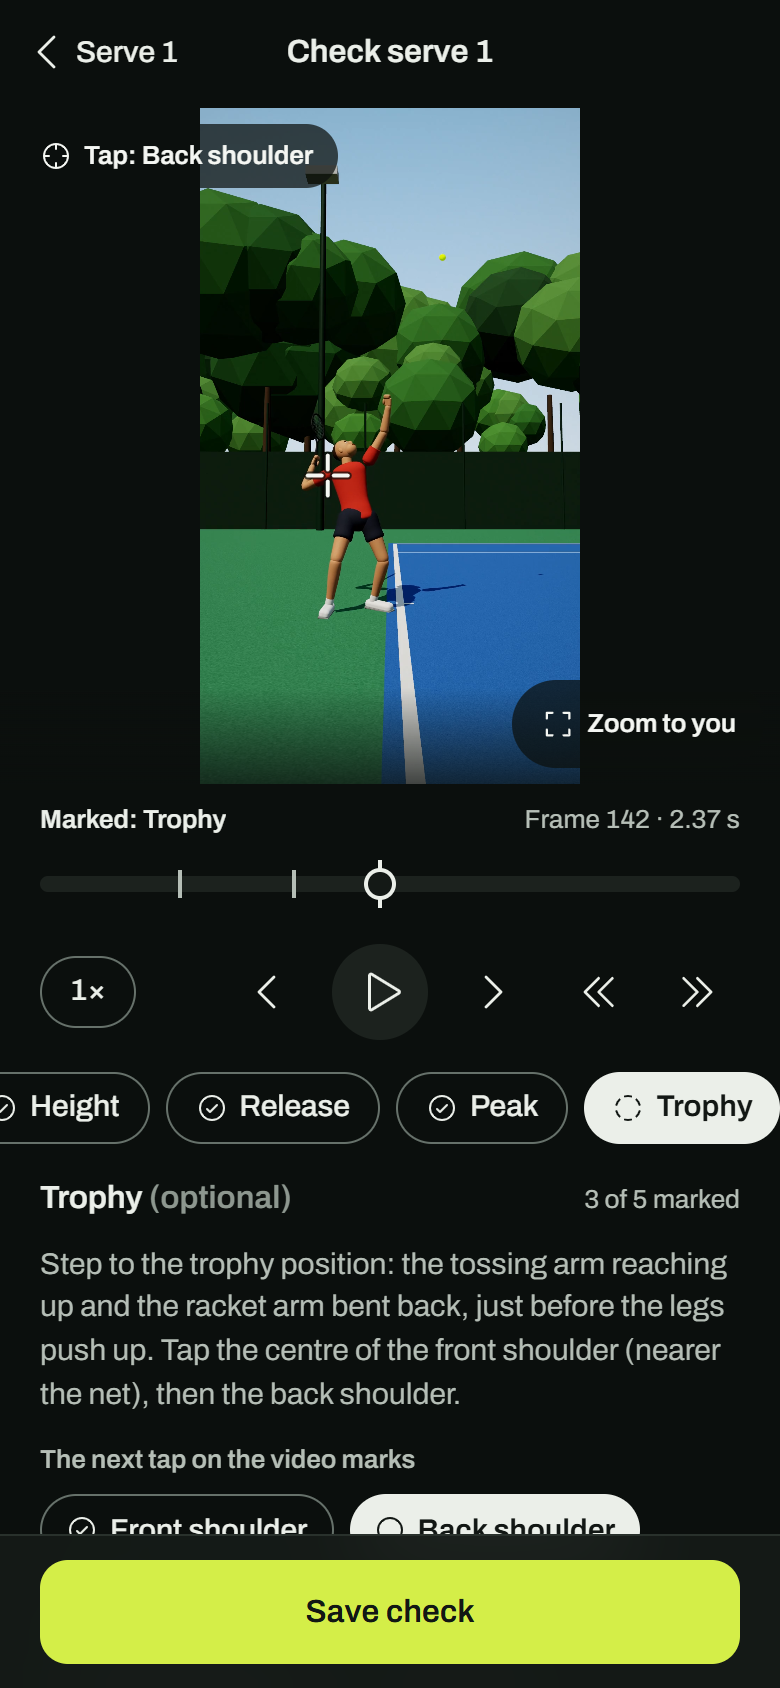 Serve 1
Check serve 1
Tap: Back shoulder
Zoom to you
Marked: Trophy
Frame 142 · 2.37 s
1×
Height
Release
Peak
Trophy
Trophy (optional)
3 of 5 marked
Step to the trophy position: the tossing arm reaching
up and the racket arm bent back, just before the legs
push up. Tap the centre of the front shoulder (nearer
the net), then the back shoulder.
The next tap on the video marks
Front shoulder
Back shoulder
Save check